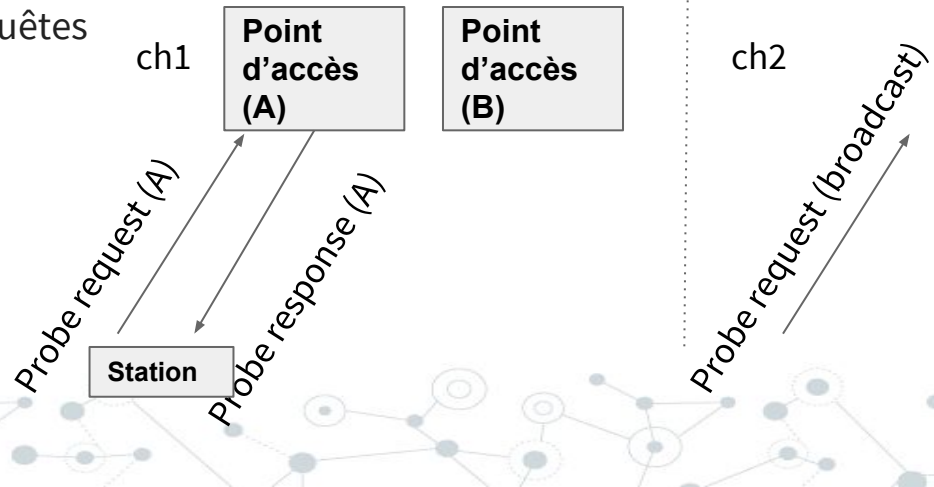 uêtes
ch1
Point
d’accès
(A)
Point
d’accès
(B)
ch2
Probe request (A)
Probe response (A)
Probe request (broadcast)
Station